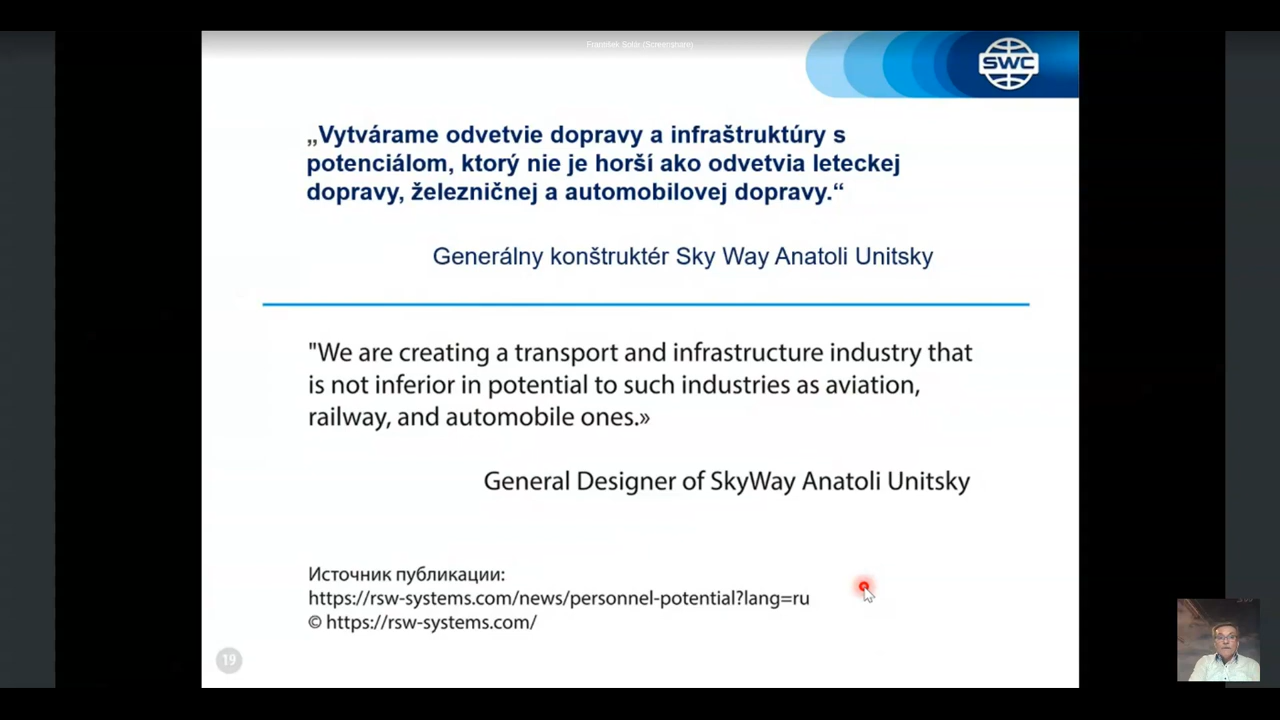 František Solár (Screenshare)
SWC
„Vytvárame odvetvie dopravy a infraštruktúry s
potenciálom, ktorý nie je horší ako odvetvia leteckej
dopravy, železničnej a automobilovej dopravy.“
Generálny konštruktér Sky Way Anatoli Unitsky
"We are creating a transport and infrastructure industry that
is not inferior in potential to such industries as aviation,
railway, and automobile ones.»
General Designer of SkyWay Anatoli Unitsky
Источник публикации:
https://rsw-systems.com/news/personnel-potential?lang=ru
© https://rsw-systems.com/
19